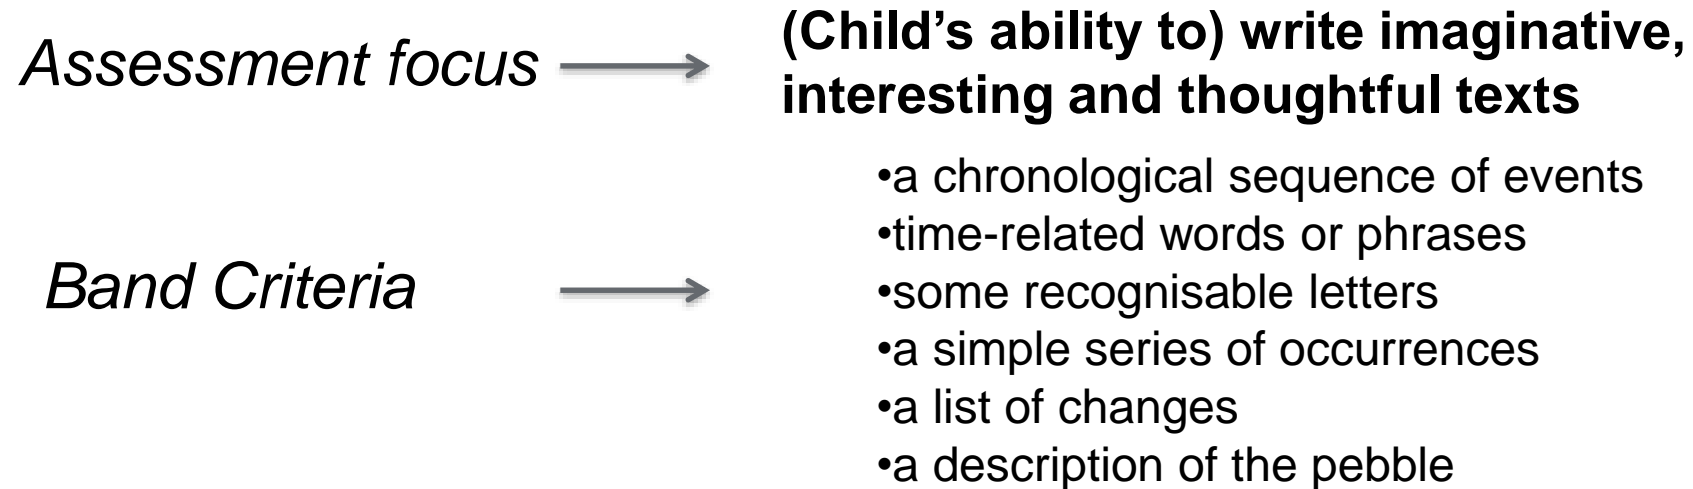 Assessment focus
(Child’s ability to) write imaginative,
interesting and thoughtful texts
Band Criteria
•a chronological sequence of events
•time-related words or phrases
•some recognisable letters
•a simple series of occurrences
•a list of changes
•a description of the pebble